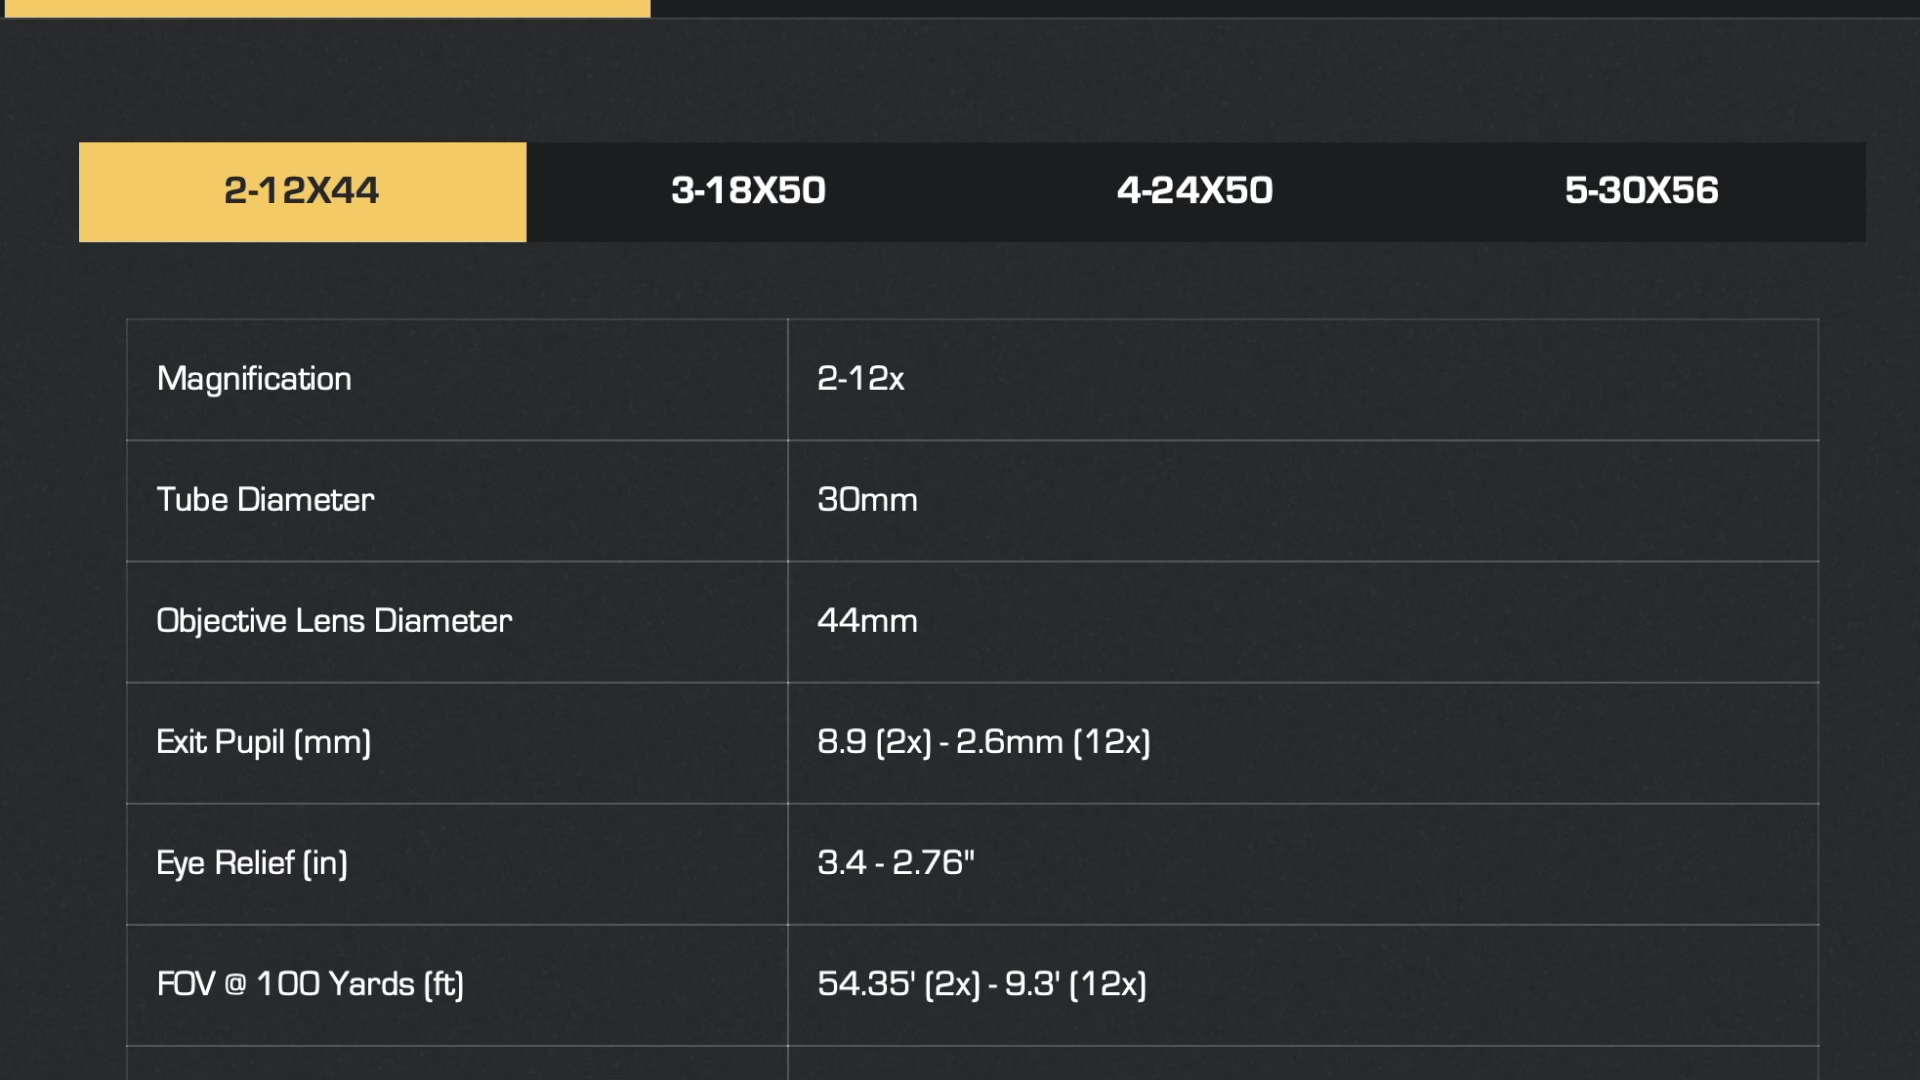 2-12X44 3-18X50 4-24X50 5-30X56
Magnification 2-12x
Tube Diameter 30mm
Objective Lens Diameter 44mm
Exit Pupil (mm) 8.9 (2x) - 2.6mm (12x)
Eye Relief (in) 3.4 - 2.76"
FOV @ 100 Yards (ft) 54.35' (2x) - 9.3' (12x)